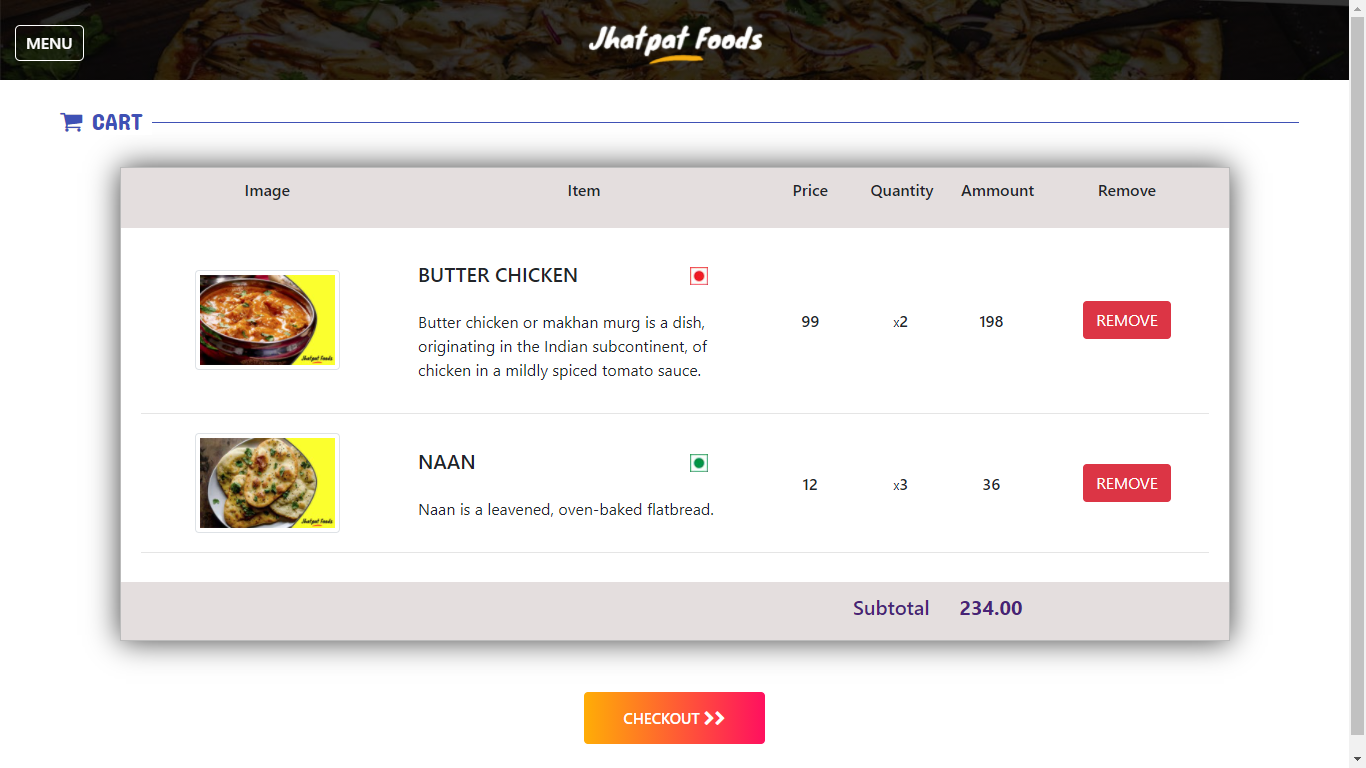 MENU
Jhatpat Foods
CART
Image Item Price Quantity Ammount Remove
BUTTER CHICKEN
Butter chicken or makhan murg is a dish,
originating in the Indian subcontinent, of
chicken in a mildly spiced tomato sauce.
99 x2 198 REMOVE
Jhatpat Foods
NAAN
Naan is a leavened, oven-baked flatbread.
12 x3 36 REMOVE
Jhatpat Foods
Subtotal 234.00
CHECKOUT